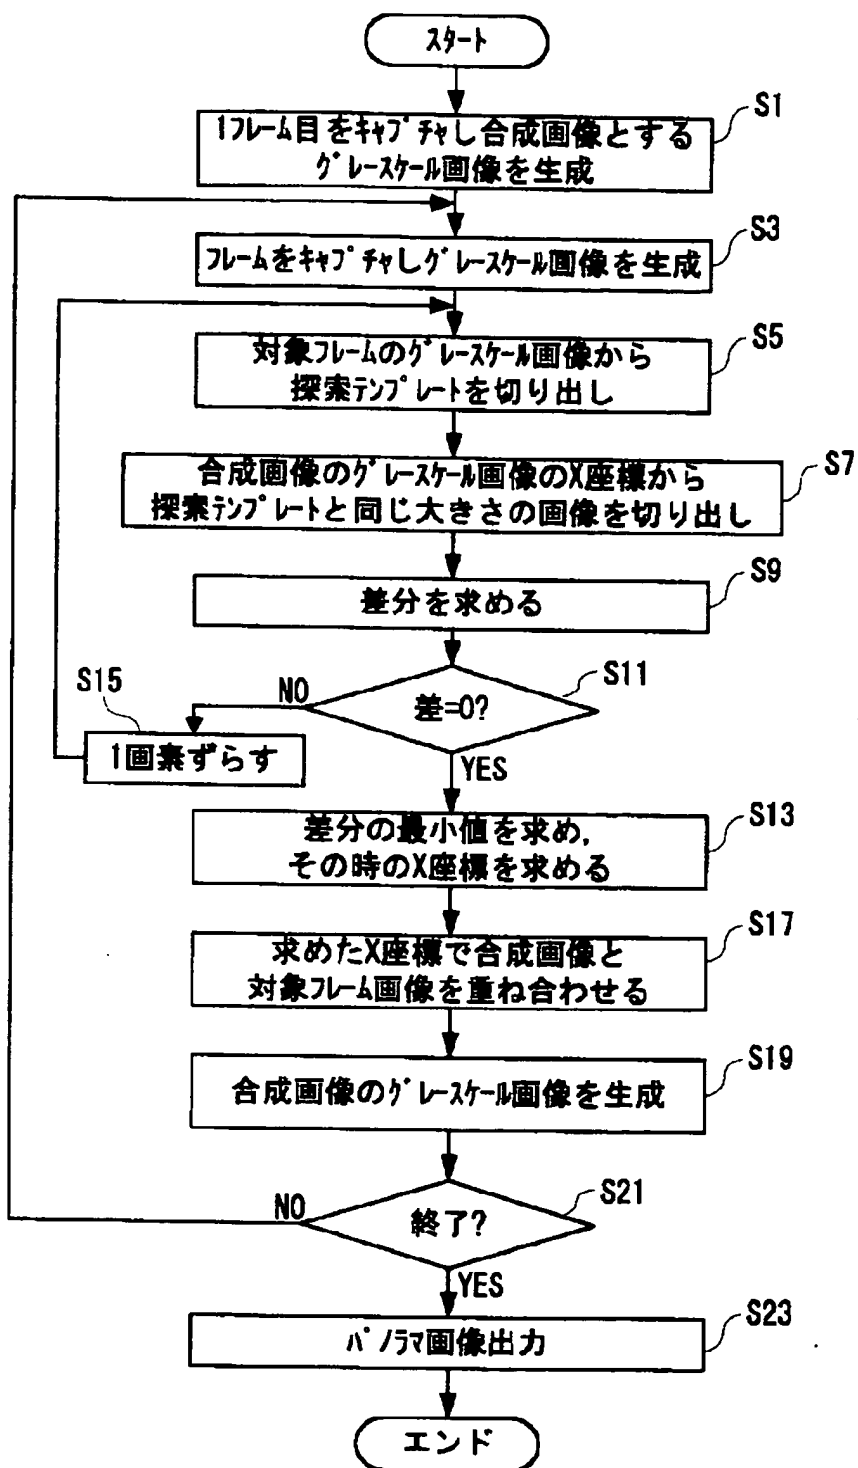 スタート
S1
1フレーム目をキャプチャし合成画像とする
グレースケール画像を生成
S3
フレームをキャプチャしグレースケール画像を生成
S5
対象フレームのグレースケール画像から
探索テンプレートを切り出し
S7
合成画像のグレースケール画像のX座標から
探索テンプレートと同じ大きさの画像を切り出し
S9
差分を求める
S11
差=0?
NO
S15
1画素ずらす
YES
S13
差分の最小値を求め,
その時のX座標を求める
S17
求めたX座標で合成画像と
対象フレーム画像を重ね合わせる
S19
合成画像のグレースケール画像を生成
S21
NO
終了?
YES
S23
パノラマ画像出力
エンド